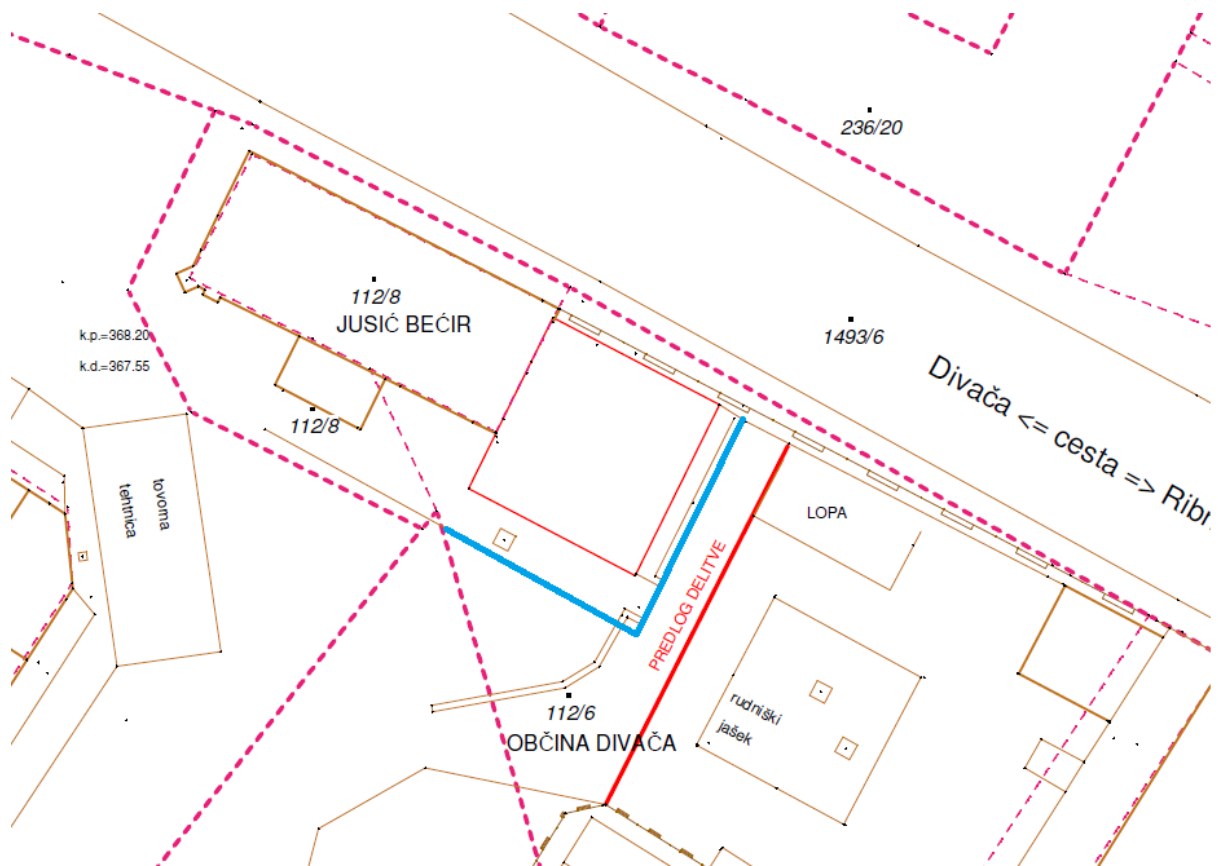 236/20
112/8
JUSIĆ BEĆIR
1493/6
k.p.=368.20
k.d.=367.55
Divača <= cesta => Ribn
112/8
tovorna
tehtnica
LOPA
PREDLOG DELITVE
rudniški
jašek
112/6
OBČINA DIVAČA